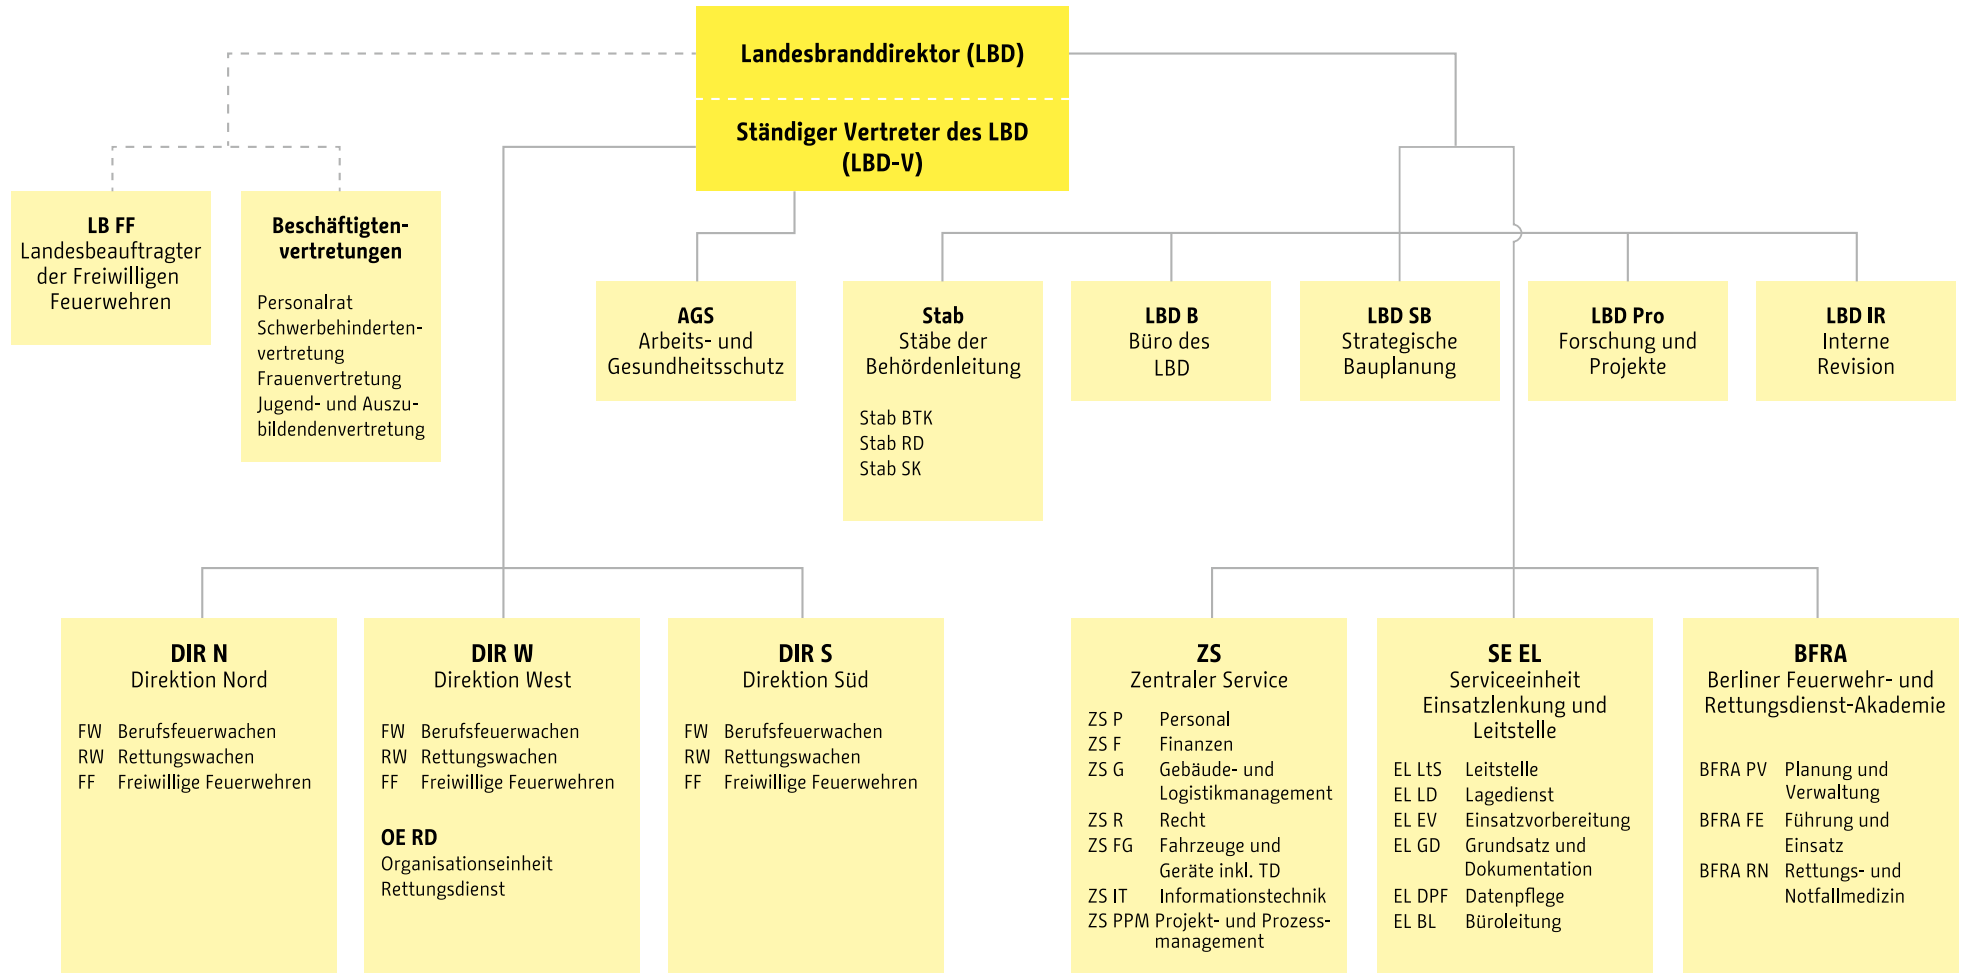 Landesbranddirektor (LBD)
Ständiger Vertreter des LBD
(LBD-V)
LB FF
Landesbeauftragter
der Freiwilligen
Feuerwehren
Beschäftigten-
vertretungen
Personalrat
Schwerbehinderten-
vertretung
Frauenvertretung
Jugend- und Auszu-
bildendenvertretung
AGS
Arbeits- und
Gesundheitsschutz
Stab
Stäbe der
Behördenleitung
Stab BTK
Stab RD
Stab SK
LBD B
Büro des
LBD
LBD SB
Strategische
Bauplanung
LBD Pro
Forschung und
Projekte
LBD IR
Interne
Revision
DIR N
Direktion Nord
FW Berufsfeuerwachen
RW Rettungswachen
FF Freiwillige Feuerwehren
DIR W
Direktion West
FW Berufsfeuerwachen
RW Rettungswachen
FF Freiwillige Feuerwehren
OE RD
Organisationseinheit
Rettungsdienst
DIR S
Direktion Süd
FW Berufsfeuerwachen
RW Rettungswachen
FF Freiwillige Feuerwehren
ZS
Zentraler Service
ZS P Personal
ZS F Finanzen
ZS G Gebäude- und
Logistikmanagement
ZS R Recht
ZS FG Fahrzeuge und
Geräte inkl. TD
ZS IT Informationstechnik
ZS PPM Projekt- und Prozess-
management
SE EL
Serviceeinheit
Einsatzlenkung und
Leitstelle
EL LtS Leitstelle
EL LD Lagedienst
EL EV Einsatzvorbereitung
EL GD Grundsatz und
Dokumentation
EL DPF Datenpflege
EL BL Büroleitung
BFRA
Berliner Feuerwehr- und
Rettungsdienst-Akademie
BFRA PV Planung und
Verwaltung
BFRA FE Führung und
Einsatz
BFRA RN Rettungs- und
Notfallmedizin